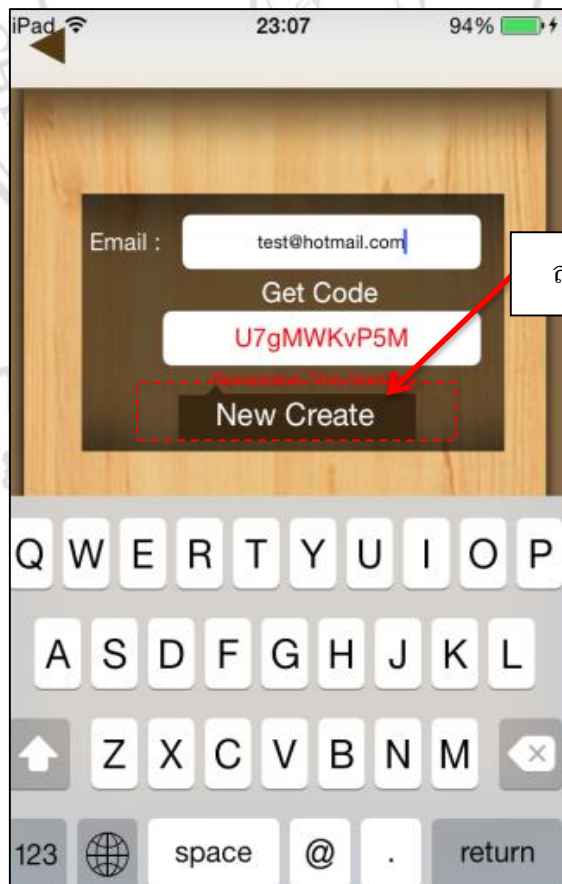 iPad 23:07 94%
Email : test@hotmail.com
Get Code
U7gMWKvP5M
New Create
Q W E R T Y U I O P
A S D F G H J K L
Z X C V B N M
123 space @ . return